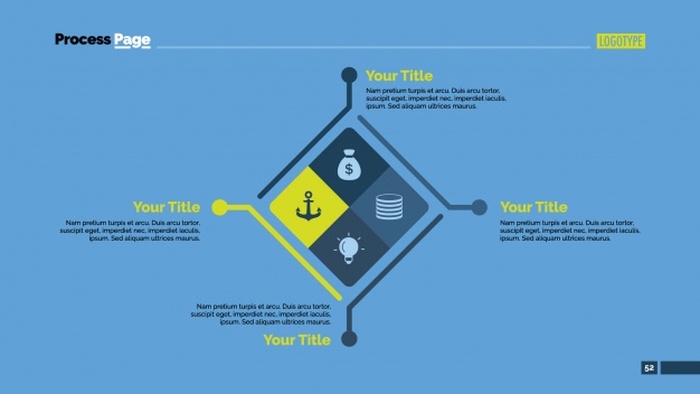 Process Page
LOGOTYPE
Your Title
Nam pretium turpis et arcu. Duis arcu tortor,
suscipit eget, imperdiet nec, imperdiet iaculis,
ipsum. Sed aliquam ultrices mauris.
$
Your Title
Nam pretium turpis et arcu. Duis arcu tortor,
suscipit eget, imperdiet nec, imperdiet iaculis,
ipsum. Sed aliquam ultrices maurus.
Your Title
Nam pretium turpis et arcu. Duis arcu tortor,
suscipit eget, imperdiet nec, imperdiet iaculis,
ipsum. Sed aliquam ultrices maurus.
Nam pretium turpis et arcu. Duis arcu tortor,
suscipit eget, imperdiet nec, imperdiet iaculis,
ipsum. Sed aliquam ultrices maurus.
Your Title
52